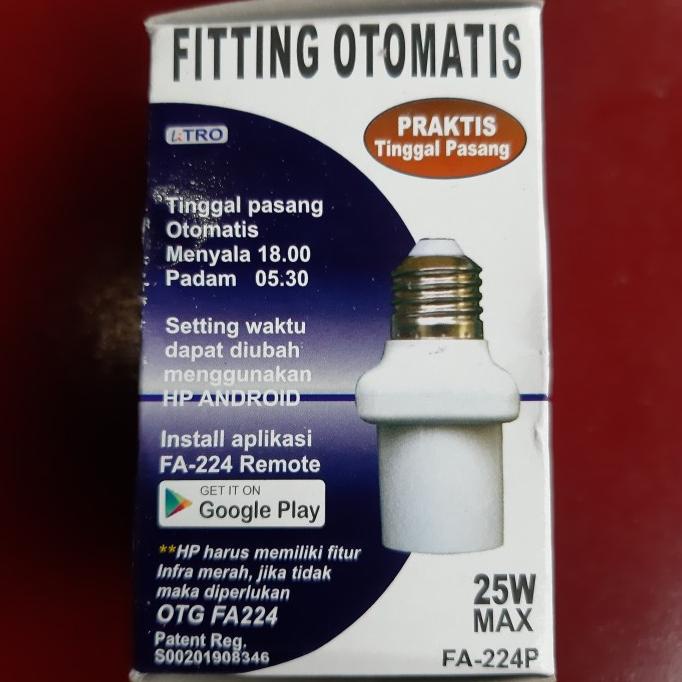 FITTING OTOMATIS
LiTRO
PRAKTIS
Tinggal Pasang
Tinggal pasang
Otomatis
Menyala 18.00
Padam 05.30
Setting waktu
dapat diubah
menggunakan
HP ANDROID
Install aplikasi
FA-224 Remote
GET IT ON
Google Play
**HP harus memiliki fitur
Infra merah, jika tidak
maka diperlukan
OTG FA224
Patent Reg.
S00201908346
25W
MAX
FA-224P